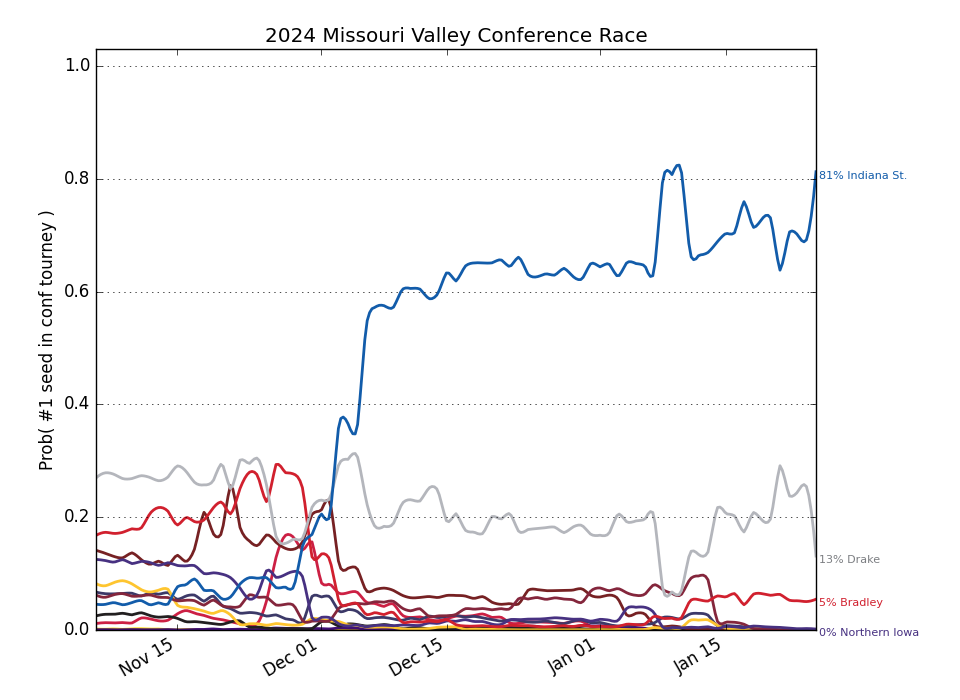 2024 Missouri Valley Conference Race
Prob( #1 seed in conf tourney )
1.0
0.8
0.6
0.4
0.2
0.0
81% Indiana St.
13% Drake
5% Bradley
0% Northern Iowa
Nov 15
Dec 01
Dec 15
Jan 01
Jan 15